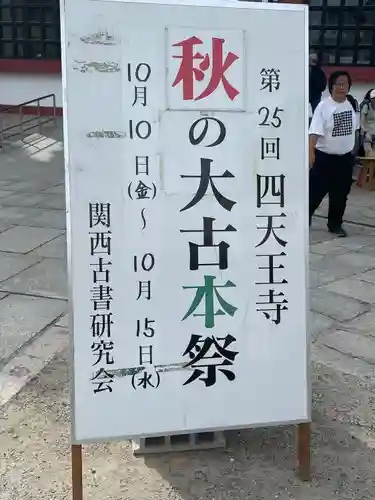 第25回 四天王寺
秋の大古本祭
10月10日(金)～10月15日(水)
関西古書研究会